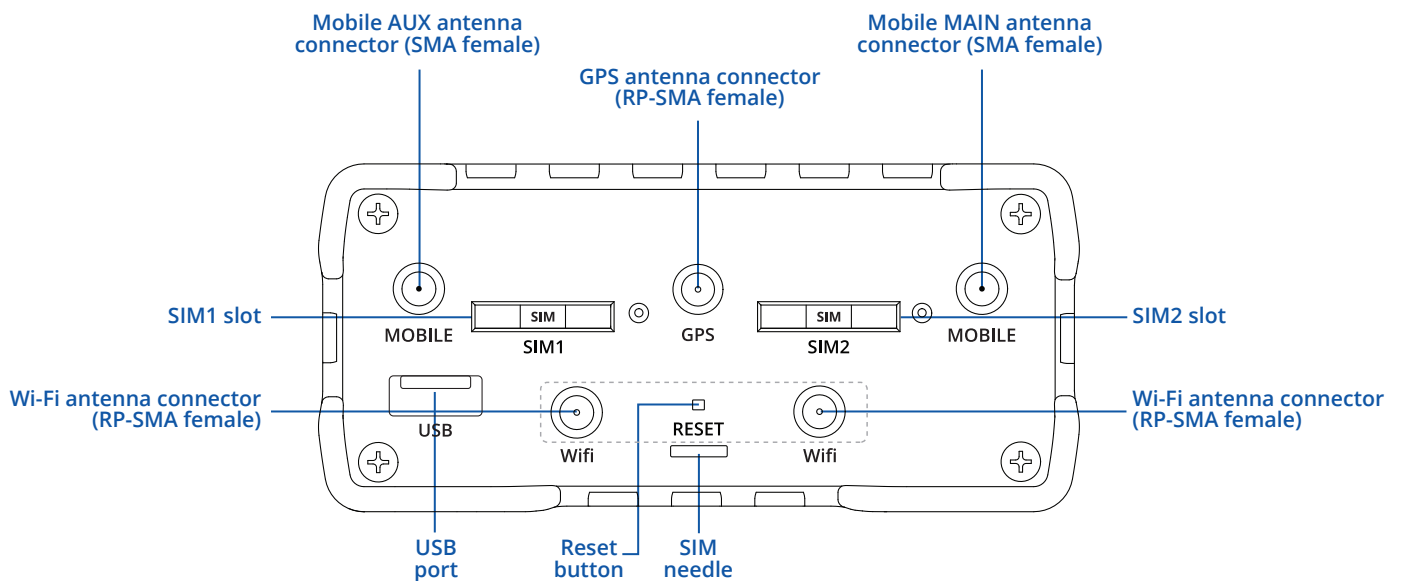 Mobile AUX antenna
connector (SMA female)
Mobile MAIN antenna
connector (SMA female)
GPS antenna connector
(RP-SMA female)
SIM1 slot
SIM
SIM
SIM2 slot
MOBILE
SIM1
GPS
SIM2
MOBILE
Wi-Fi antenna connector
(RP-SMA female)
Wi-Fi antenna connector
(RP-SMA female)
USB
RESET
Wifi
Wifi
USB
port
Reset
button
SIM
needle